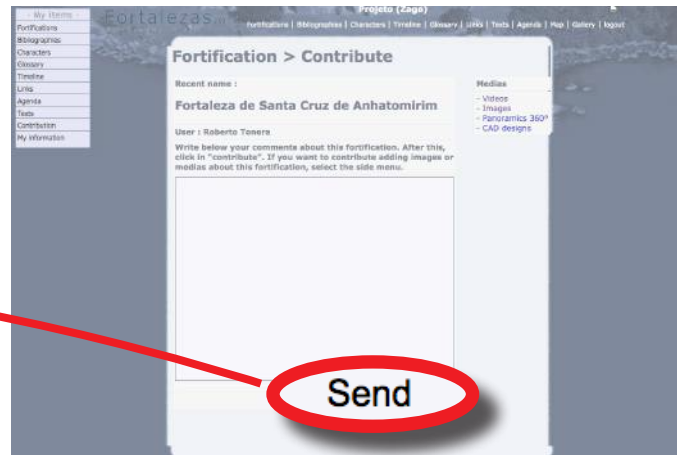 - My Items -
Fortifications
Bibliographies
Characters
Glossary
Timeline
Links
Agenda
Texts
Contribution
My information
Fortalezas
Projeto (Zago)
Fortifications | Bibliographies | Characters | Timeline | Glossary | Links | Texts | Agenda | Map | Gallery | logout
Fortification > Contribute
Recent name :
Fortaleza de Santa Cruz de Anhatomirim
User : Roberto Tonera
Write below your comments about this fortification. After this,
click in "contribute". If you want to contribute adding images or
medias about this fortification, select the side menu.
Medias
- Videos
- Images
- Panoramics 360º
- CAD designs
Send